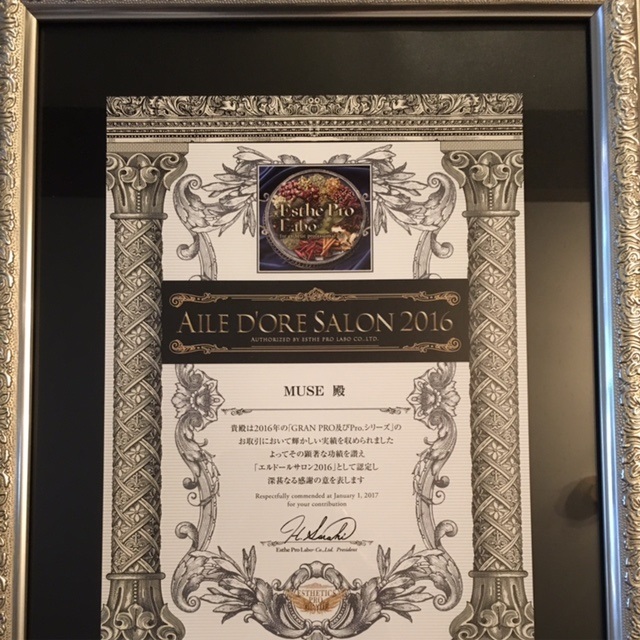 Esthe Pro
Labo
AILE D'ORE SALON 2016
AUTHORIZED BY ESTHE PRO LABO CO.,LTD.
MUSE 殿
貴殿は2016年の「GRAN PRO及びPro.シリーズ」の
お取引において輝かしい実績を収められました
よってその顕著な功績を讃え
「エルドールサロン2016」として認定し
深甚なる感謝の意を表します
Respectfully commended at January 1, 2017
for your contribution
Esthe Pro Labor Co.,Ltd. President
ESTHETICS
PRO
LABO